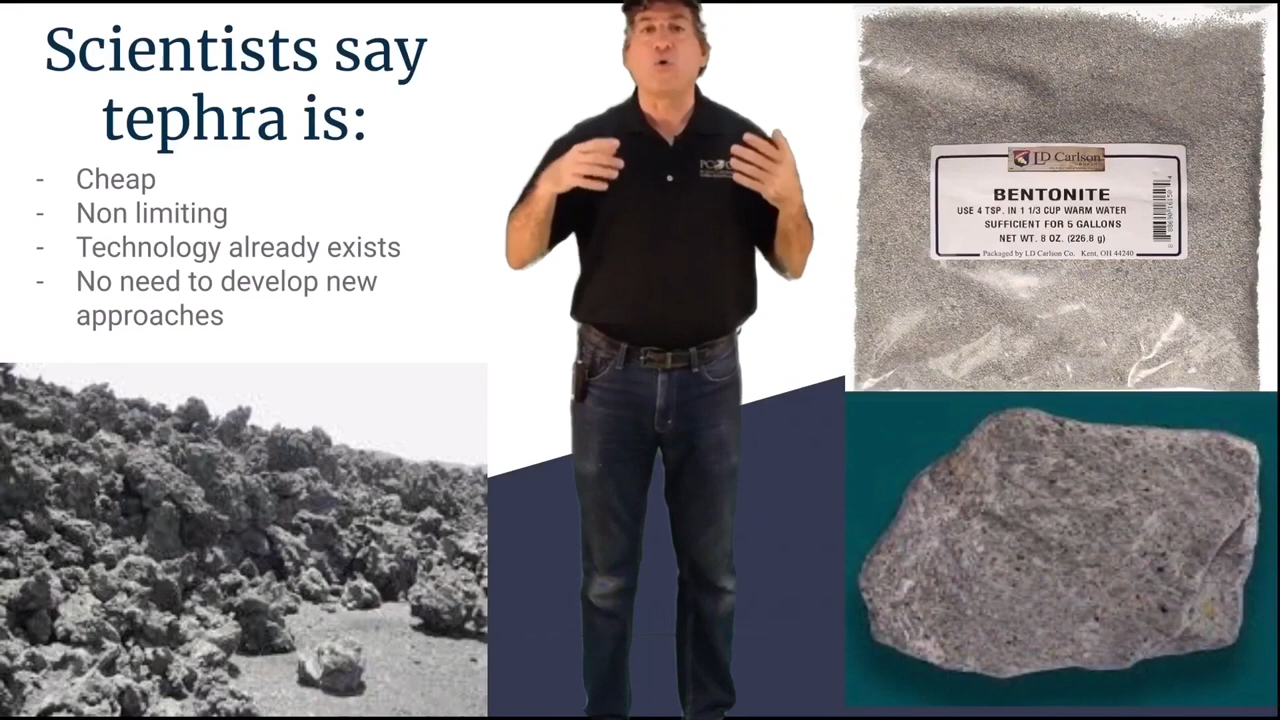 Scientists say
tephra is:
- Cheap
- Non limiting
- Technology already exists
- No need to develop new
approaches
LD Carlson
BENTONITE
USE 4 TSP. IN 1 1/3 CUP WARM WATER
SUFFICIENT FOR 5 GALLONS
NET WT. 8 OZ. (226.8 g)
Packaged by LD Carlson Co. Kent, OH 44240